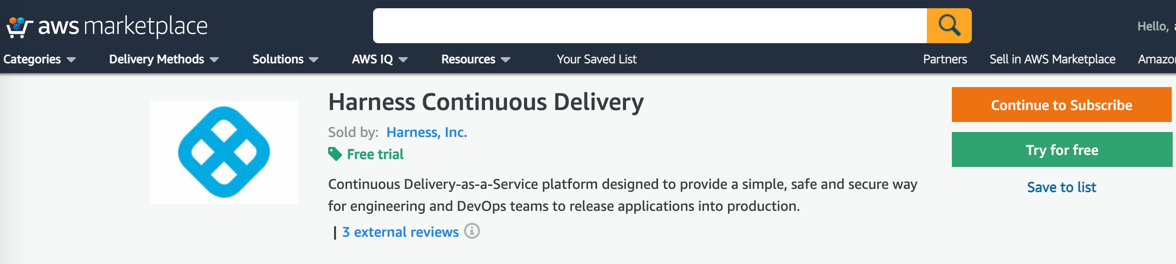 aws marketplace
Hello,
Categories Delivery Methods Solutions AWS IQ Resources Your Saved List Partners Sell in AWS Marketplace Amazo
Harness Continuous Delivery
Continue to Subscribe
Sold by: Harness, Inc.
Free trial
Try for free
Continuous Delivery-as-a-Service platform designed to provide a simple, safe and secure way
Save to list
for engineering and DevOps teams to release applications into production.
| 3 external reviews